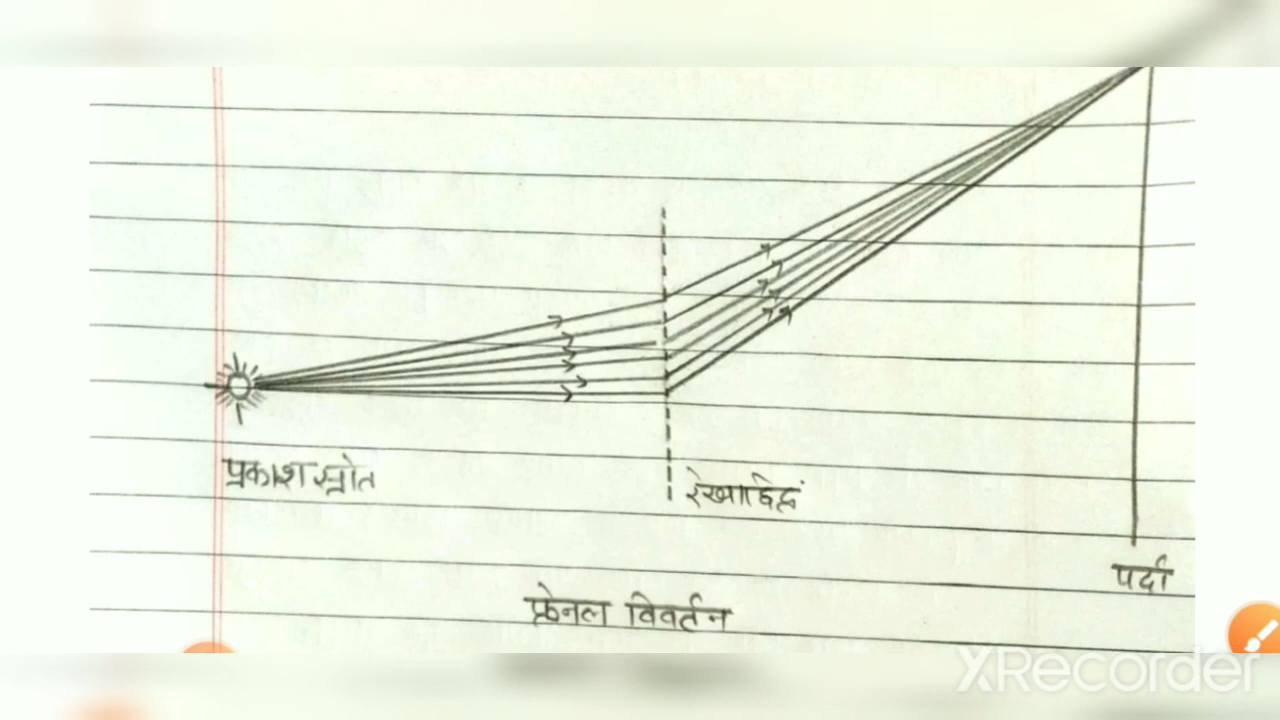 प्रकाश स्रोत
रेखाछिद्र
पर्दा
फ्रेनल विवर्तन
XRecorder